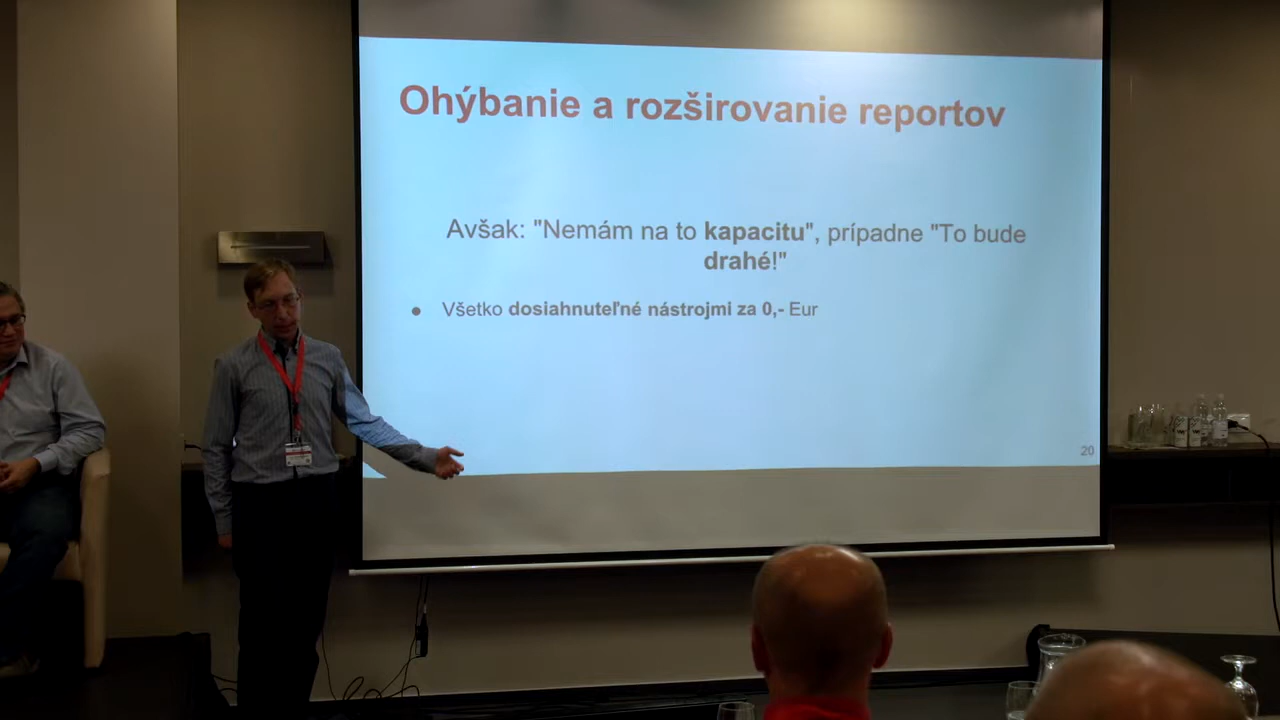 Ohýbanie a rozširovanie reportov
Avšak: "Nemám na to kapacitu", prípadne "To bude
drahé!"
● Všetko dosiahnuteľné nástrojmi za 0,- Eur
20